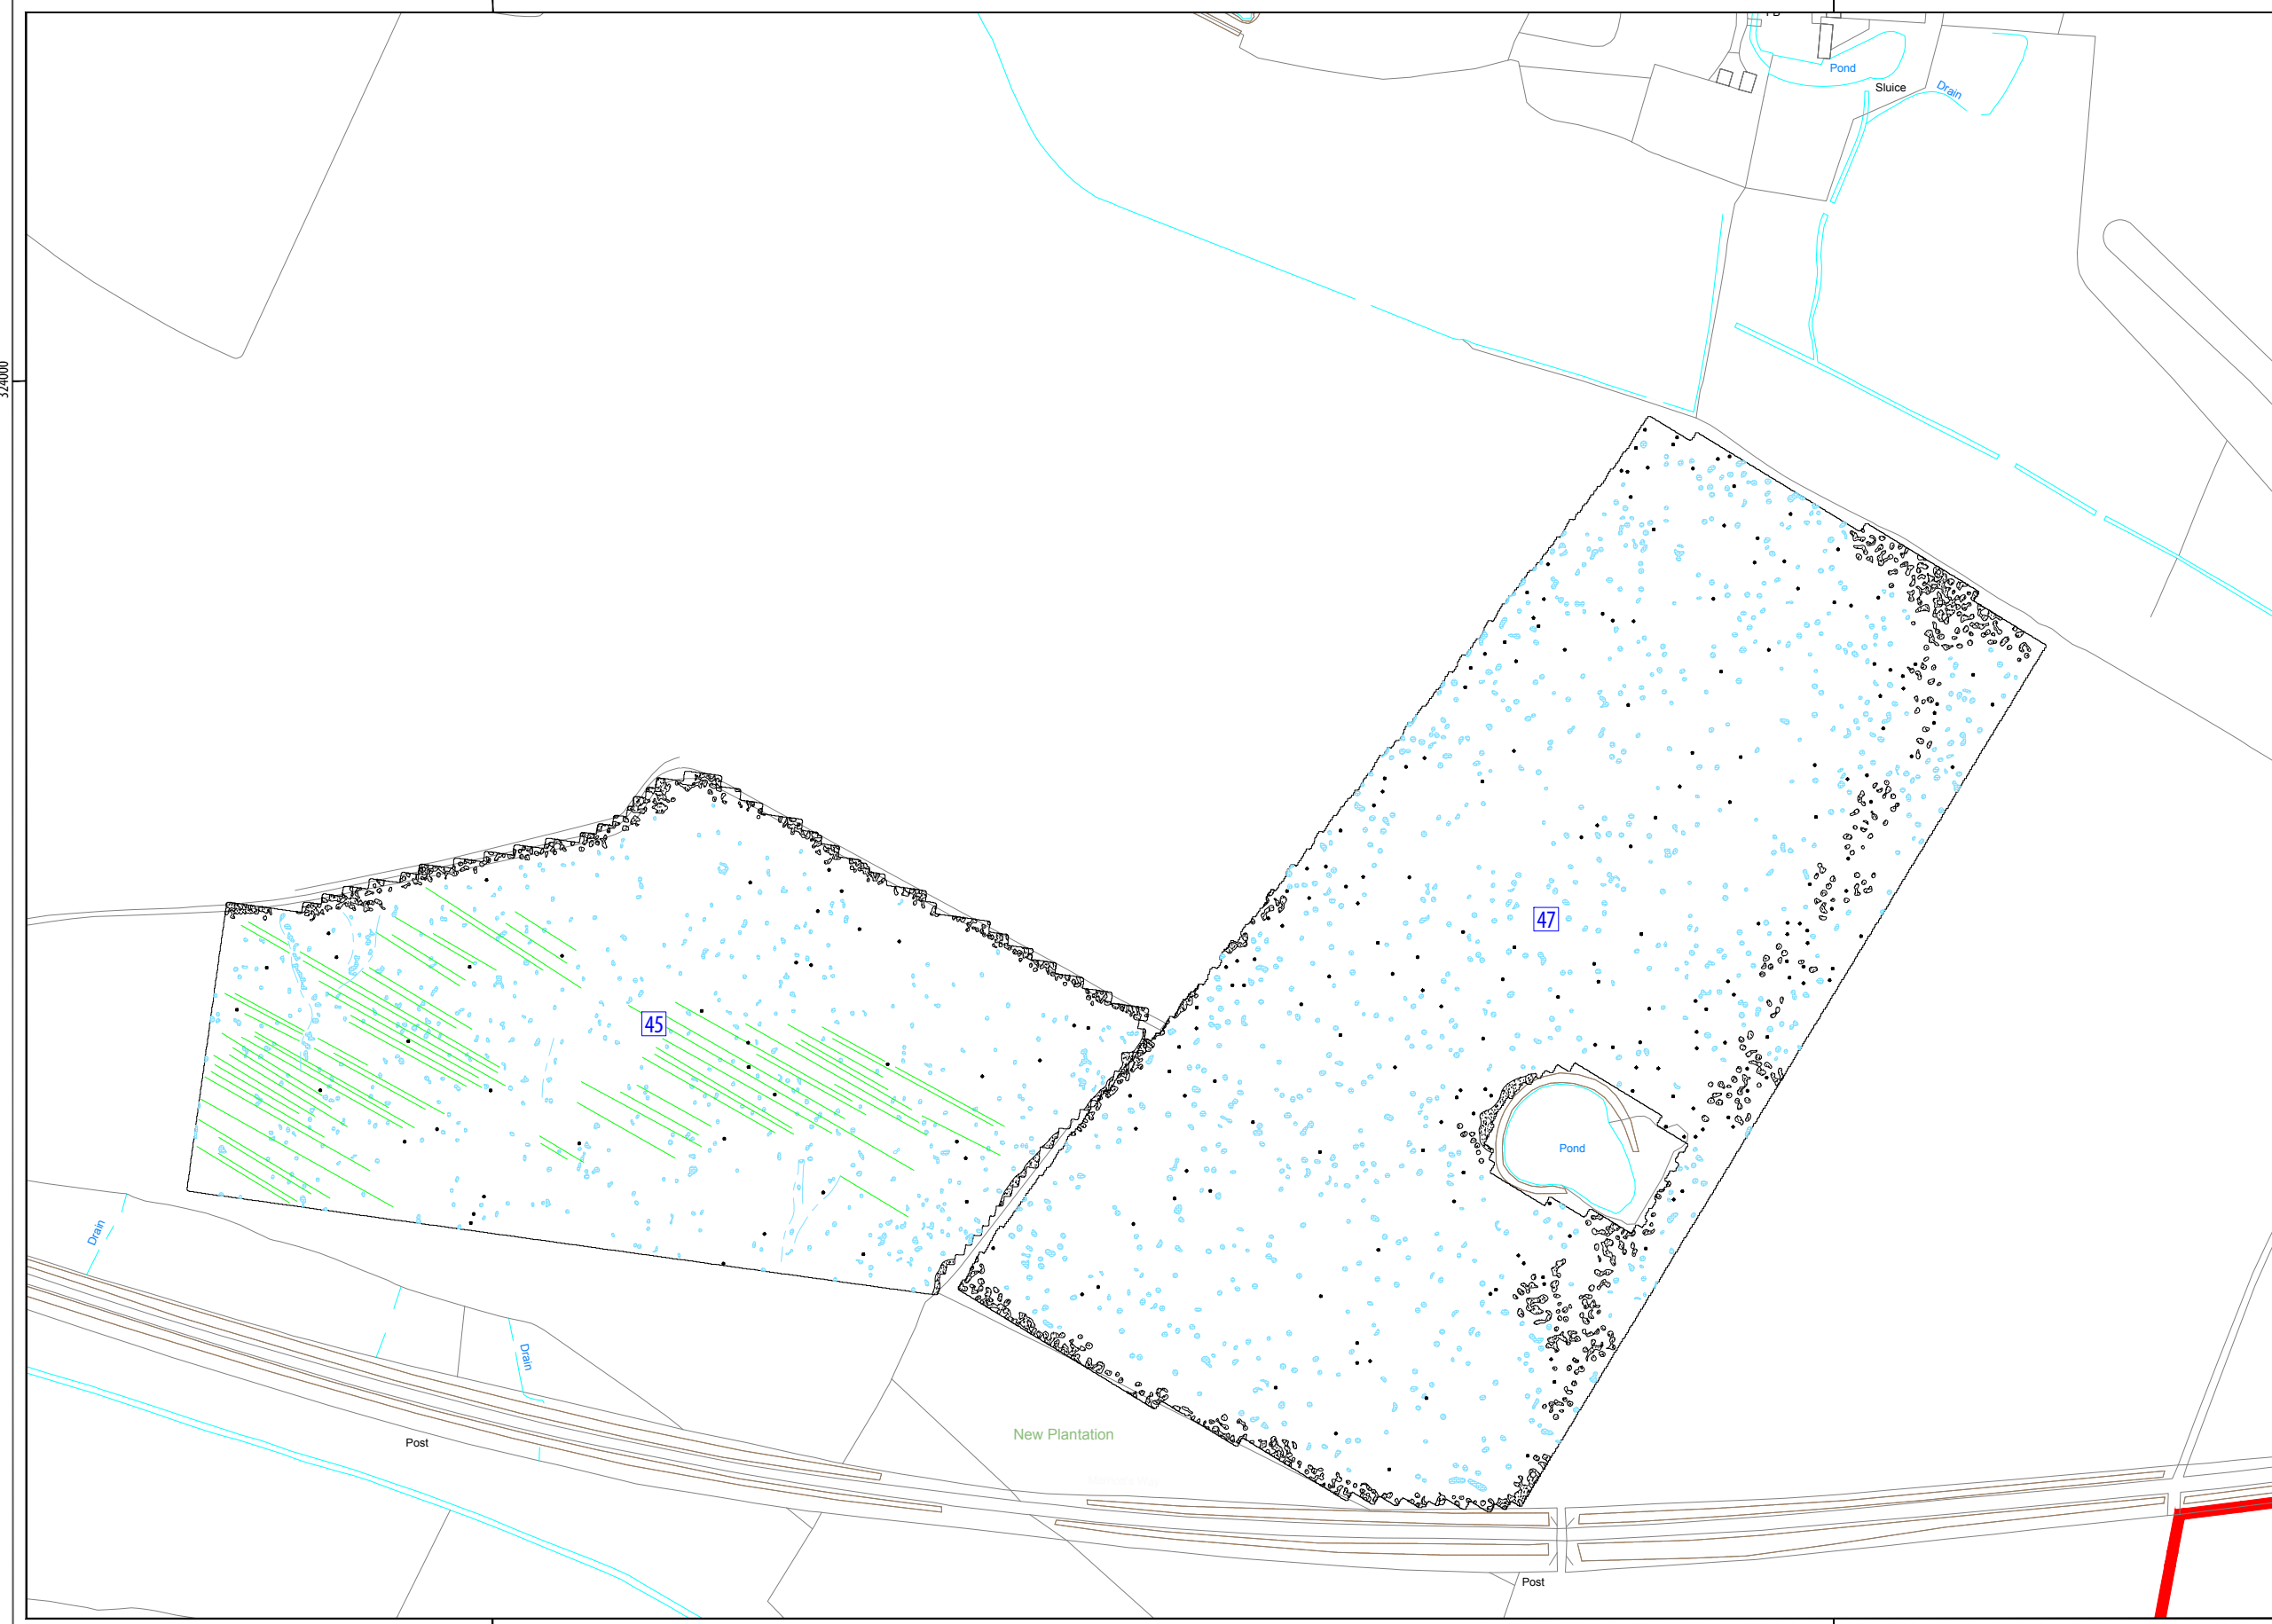 Pond
Sluice
Drain
324000
47
45
Pond
Drain
Drain
New Plantation
Post
Post